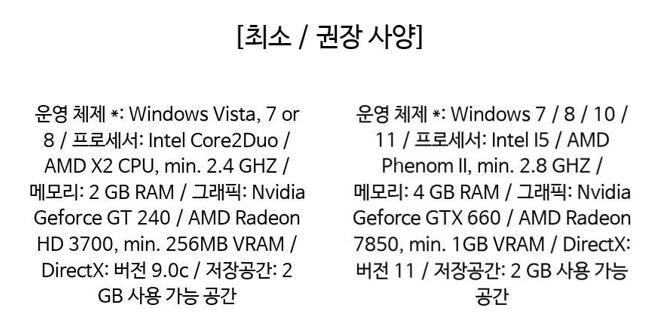 [최소 / 권장 사양]
운영 체제 *: Windows Vista, 7 or
8 / 프로세서: Intel Core2Duo /
AMD X2 CPU, min. 2.4 GHZ /
메모리: 2 GB RAM / 그래픽: Nvidia
Geforce GT 240 / AMD Radeon
HD 3700, min. 256MB VRAM /
DirectX: 버전 9.0c / 저장공간: 2
GB 사용 가능 공간
운영 체제 *: Windows 7 / 8 / 10 /
11 / 프로세서: Intel I5 / AMD
Phenom II, min. 2.8 GHZ /
메모리: 4 GB RAM / 그래픽: Nvidia
Geforce GTX 660 / AMD Radeon
7850, min. 1GB VRAM / DirectX:
버전 11 / 저장공간: 2 GB 사용 가능
공간